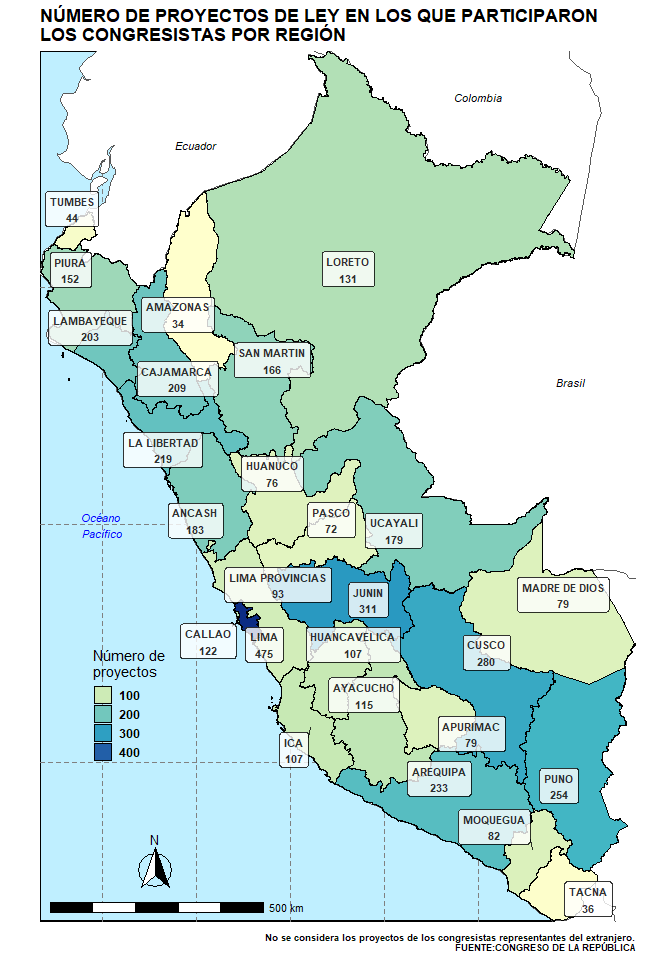 NÚMERO DE PROYECTOS DE LEY EN LOS QUE PARTICIPARON
LOS CONGRESISTAS POR REGIÓN
Colombia
Ecuador
TUMBES
44
PIURA
152
LORETO
131
AMAZONAS
34
LAMBAYEQUE
203
SAN MARTIN
166
CAJAMARCA
209
Brasil
LA LIBERTAD
219
HUANUCO
76
ANCASH
183
PASCO
72
UCAYALI
179
Océano
Pacífico
LIMA PROVINCIAS
93
JUNIN
311
MADRE DE DIOS
79
CALLAO
122
LIMA
475
HUANCAVELICA
107
CUSCO
280
Número de
proyectos
100
200
300
400
AYACUCHO
115
ICA
107
APURIMAC
79
AREQUIPA
233
PUNO
254
MOQUEGUA
82
TACNA
36
N
500 km
No se considera los proyectos de los congresistas representantes del extranjero.
FUENTE:CONGRESO DE LA REPÚBLICA